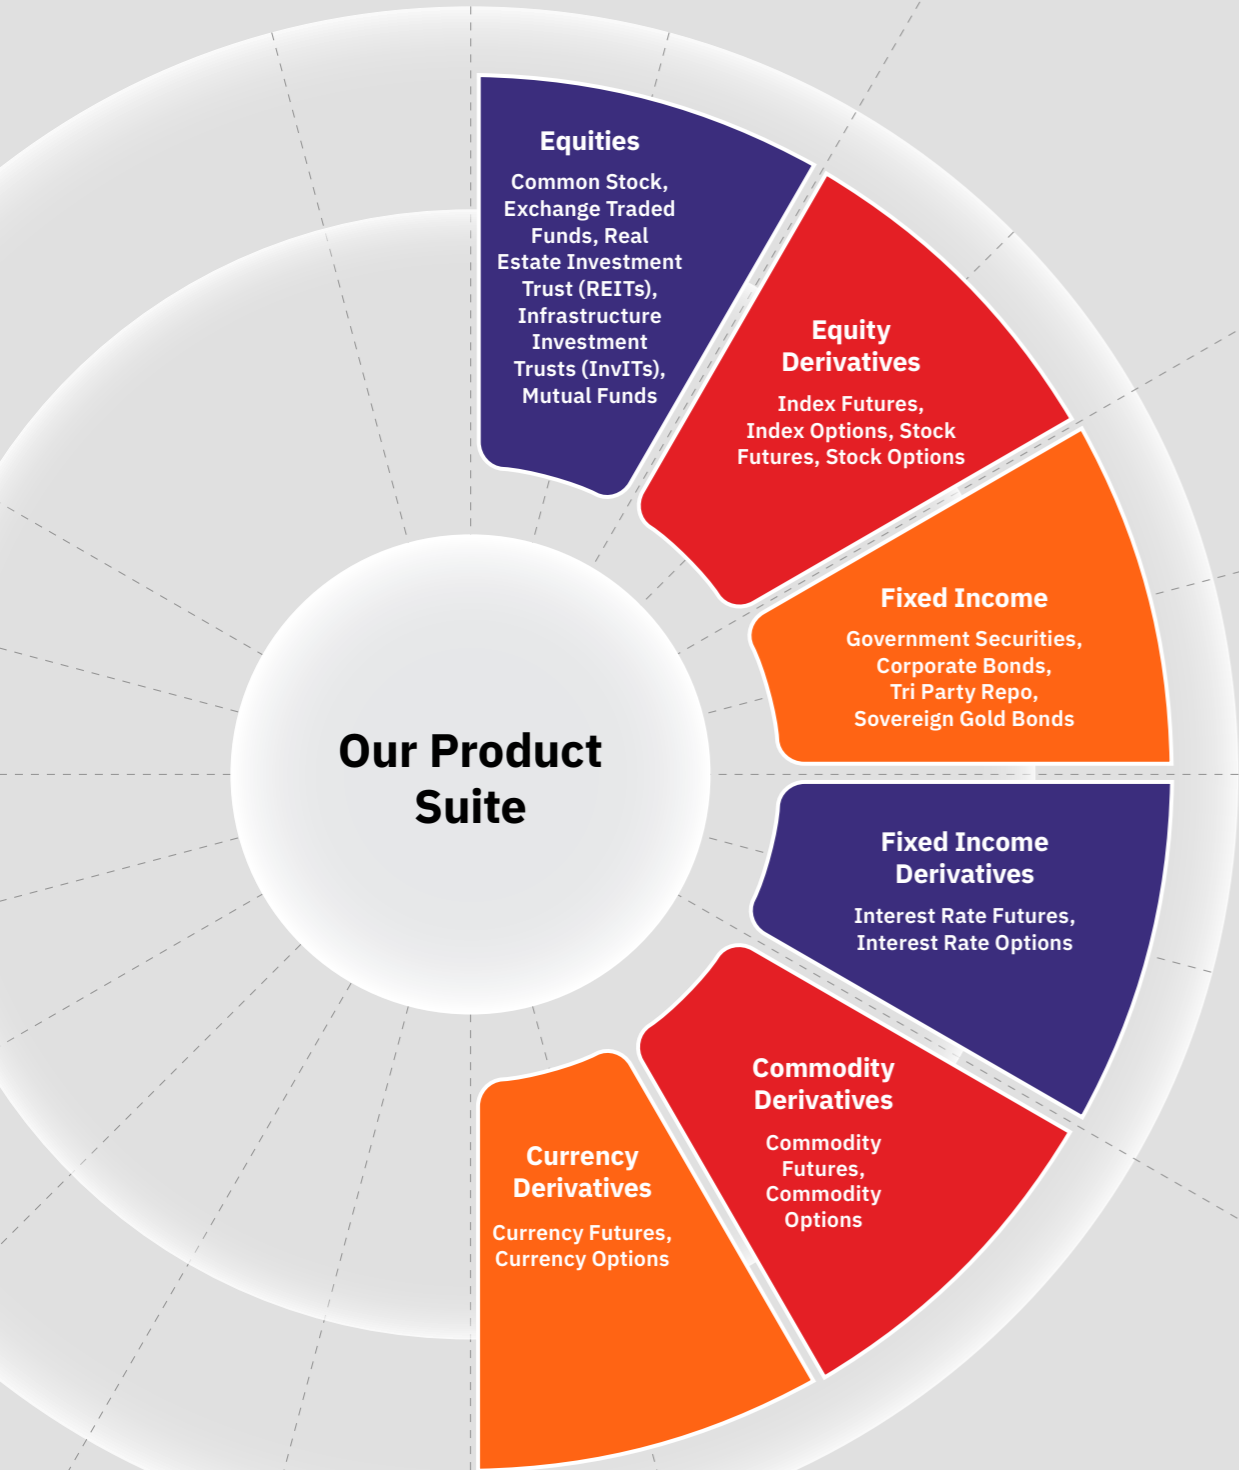 Equities
Common Stock,
Exchange Traded
Funds, Real
Estate Investment
Trust (REITs),
Infrastructure
Investment
Trusts (InvITs),
Mutual Funds
Equity
Derivatives
Index Futures,
Index Options, Stock
Futures, Stock Options
Fixed Income
Government Securities,
Corporate Bonds,
Tri Party Repo,
Sovereign Gold Bonds
Our Product
Suite
Fixed Income
Derivatives
Interest Rate Futures,
Interest Rate Options
Commodity
Derivatives
Commodity
Futures,
Commodity
Options
Currency
Derivatives
Currency Futures,
Currency Options